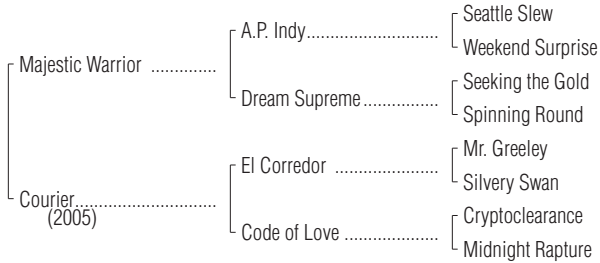 Seattle Slew
A.P. Indy..............................
Weekend Surprise
Majestic Warrior ..............
Seeking the Gold
Dream Supreme.................
Spinning Round
Mr. Greeley
El Corredor .......................
Silvery Swan
Courier................................
(2005)
Cryptoclearance
Code of Love .....................
Midnight Rapture